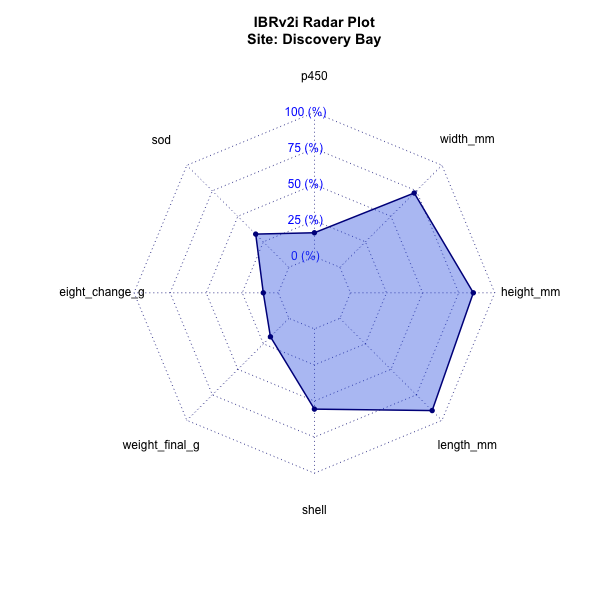 IBRv2i Radar Plot
Site: Discovery Bay
p450
100 (%)
sod
width_mm
75 (%)
50 (%)
25 (%)
0 (%)
eight_change_g
height_mm
weight_final_g
length_mm
shell